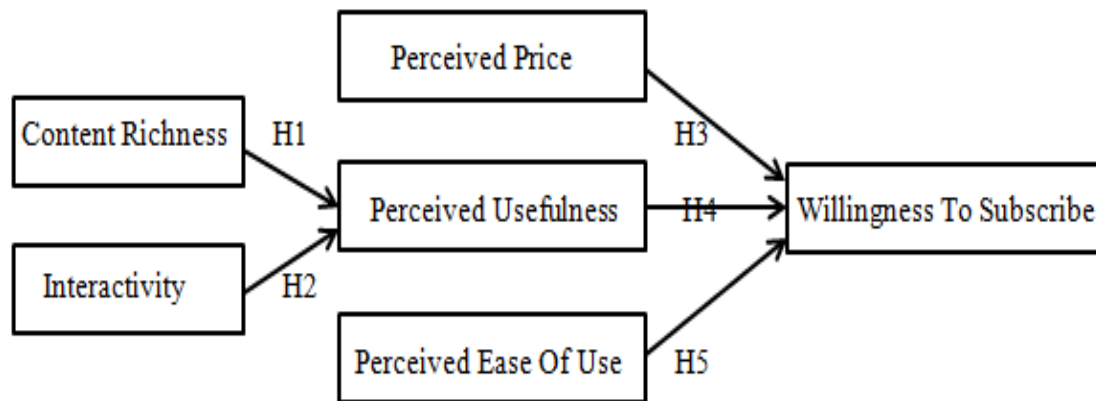 Perceived Price
Content Richness
H1
H3
Perceived Usefulness
H4
Willingness To Subscribe
Interactivity
H2
Perceived Ease Of Use
H5